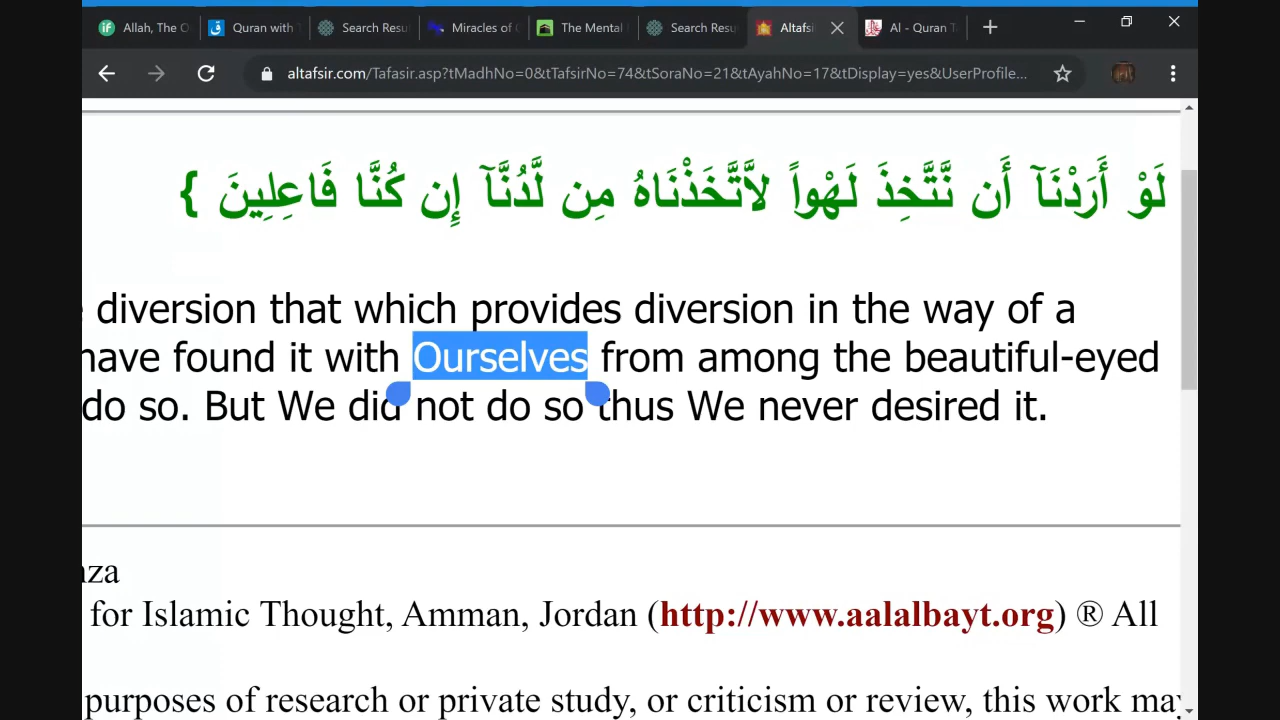 Allah, The O
Quran with T
Search Resu
Miracles of
The Mental
Search Resu
Altafsi
Al - Quran T
altafsir.com/Tafasir.asp?tMadhNo=0&tTafsirNo=74&tSoraNo=21&tAyahNo=17&tDisplay=yes&UserProfile...
لَوْ أَرَدْنَآ أَن نَّتَّخِذَ لَهْواً لاَّتَّخَذْنَاهُ مِن لَّدُنَّآ إِن كُنَّا فَاعِلِينَ }
diversion that which provides diversion in the way of a
have found it with Ourselves from among the beautiful-eyed
do so. But We did not do so thus We never desired it.
nza
for Islamic Thought, Amman, Jordan (http://www.aalalbayt.org) ® All
purposes of research or private study, or criticism or review, this work may